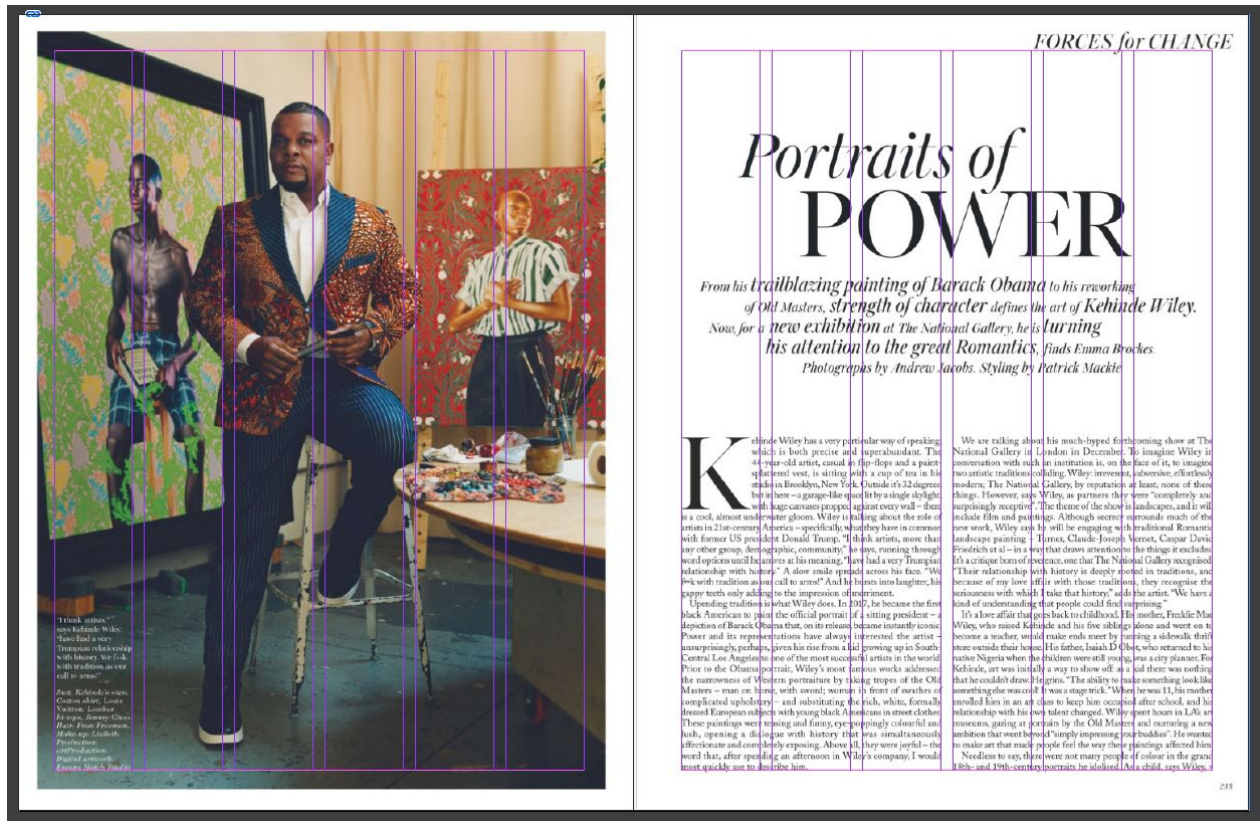 "I think artists,"
says Kehinde Wiley,
"have had a very
Trumpian relationship
with history. We f**k
with tradition as our
call to arms"
Suit, Kehinde's own.
Cotton shirt, Louis
Vuitton. Leather
hi-tops, Jimmy Choo.
Hair: Fran Freeman.
Make-up:
Production:
artProduction.
Digital artwork:
Escape Sketch Studio
FORCES for CHANGE
Portraits of
POWER
From his trailblazing painting of Barack Obama to his reworking
of Old Masters, strength of character defines the art of Kehinde Wiley.
Now, for a new exhibition at The National Gallery, he is turning
his attention to the great Romantics, finds Emma Brockes.
Photographs by Andrew Jacobs. Styling by Patrick Mackie
Kehinde Wiley has a very particular way of speaking,
which is both precise and superabundant. The
44-year-old artist, casual in flip-flops and a paint-
splattered vest, is sitting with a cup of tea in his
studio in Brooklyn, New York. Outside it's 32 degrees,
but in here – a garage-like space lit by a single skylight,
with huge canvases propped against every wall – there
is a cool, almost underwater gloom. Wiley is talking about the role of
artists in 21st-century America – specifically, what they have in common
with former US president Donald Trump. "I think artists, more than
any other group, demographic, community," he says, running through
word options until he arrives at his meaning, "have had a very Trumpian
relationship with history." A slow smile spreads across his face. "We
f**k with tradition as our call to arms!" And he bursts into laughter, his
gappy teeth only adding to the impression of merriment.
Upending tradition is what Wiley does. In 2017, he became the first
black American to paint the official portrait of a sitting president – a
depiction of Barack Obama that, on its release, became instantly iconic.
Power and its representations have always interested the artist –
unsurprisingly, perhaps, given his rise from a kid growing up in South-
Central Los Angeles to one of the most successful artists in the world.
Prior to the Obama portrait, Wiley's most famous works addressed
the narrowness of Western portraiture by taking tropes of the Old
Masters – man on horse, with sword; woman in front of swathes of
complicated upholstery – and substituting the rich, white, formally
dressed European subjects with young black Americans in street clothes.
These paintings were teasing and funny, eye-poppingly colourful and
lush, opening a dialogue with history that was simultaneously
affectionate and completely exposing. Above all, they were joyful – the
word that, after spending an afternoon in Wiley's company, I would
most quickly use to describe him.
We are talking about his much-hyped forthcoming show at The
National Gallery in London in December. To imagine Wiley in
conversation with such an institution is, on the face of it, to imagine
two artistic traditions colliding. Wiley: irreverent, subversive, effortlessly
modern; The National Gallery, by reputation at least, none of these
things. However, says Wiley, as partners they were "completely and
surprisingly receptive". The theme of the show is landscapes, and it will
include film and paintings. Although secrecy surrounds much of the
new work, Wiley says he will be engaging with traditional Romantic
landscape painting – Turner, Claude-Joseph Vernet, Caspar David
Friedrich et al – in a way that draws attention to the things it excludes.
It's a critique born of reverence, one that The National Gallery recognised.
"Their relationship with history is deeply rooted in traditions, and
because of my love affair with those traditions, they recognise the
seriousness with which I take that history," adds the artist. "We have a
kind of understanding that people could find surprising."
It's a love affair that goes back to childhood. His mother, Freddie Mae
Wiley, who raised Kehinde and his five siblings alone and went on to
become a teacher, would make ends meet by running a sidewalk thrift
store outside their house. His father, Isaiah D Obot, who returned to his
native Nigeria when the children were still young, was a city planner. For
Kehinde, art was initially a way to show off: as a kid there was nothing
that he couldn't draw. He grins. "The ability to make something look like
something else was cool. It was a stage trick." When he was 11, his mother
enrolled him in an art class to keep him occupied after school, and his
relationship with his own talent changed. Wiley spent hours in LA's art
museums, gazing at portraits by the Old Masters and nurturing a new
ambition that went beyond "simply impressing your buddies". He wanted
to make art that made people feel the way these paintings affected him.
Needless to say, there were not many people of colour in the grand
18th- and 19th-century portraits he idolised. As a child, says Wiley,
235